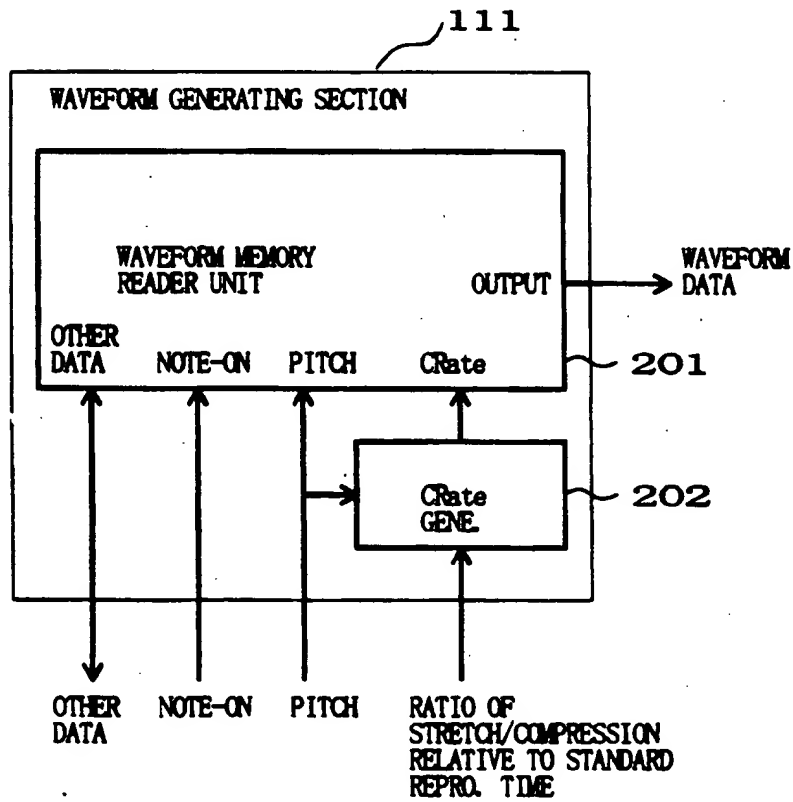 111
WAVEFORM GENERATING SECTION
WAVEFORM MEMORY
READER UNIT
OUTPUT
WAVEFORM
DATA
OTHER
DATA
NOTE-ON
PITCH
CRate
201
CRate
GENE.
202
OTHER
DATA
NOTE-ON
PITCH
RATIO OF
STRETCH/COMPRESSION
RELATIVE TO STANDARD
REPRO. TIME